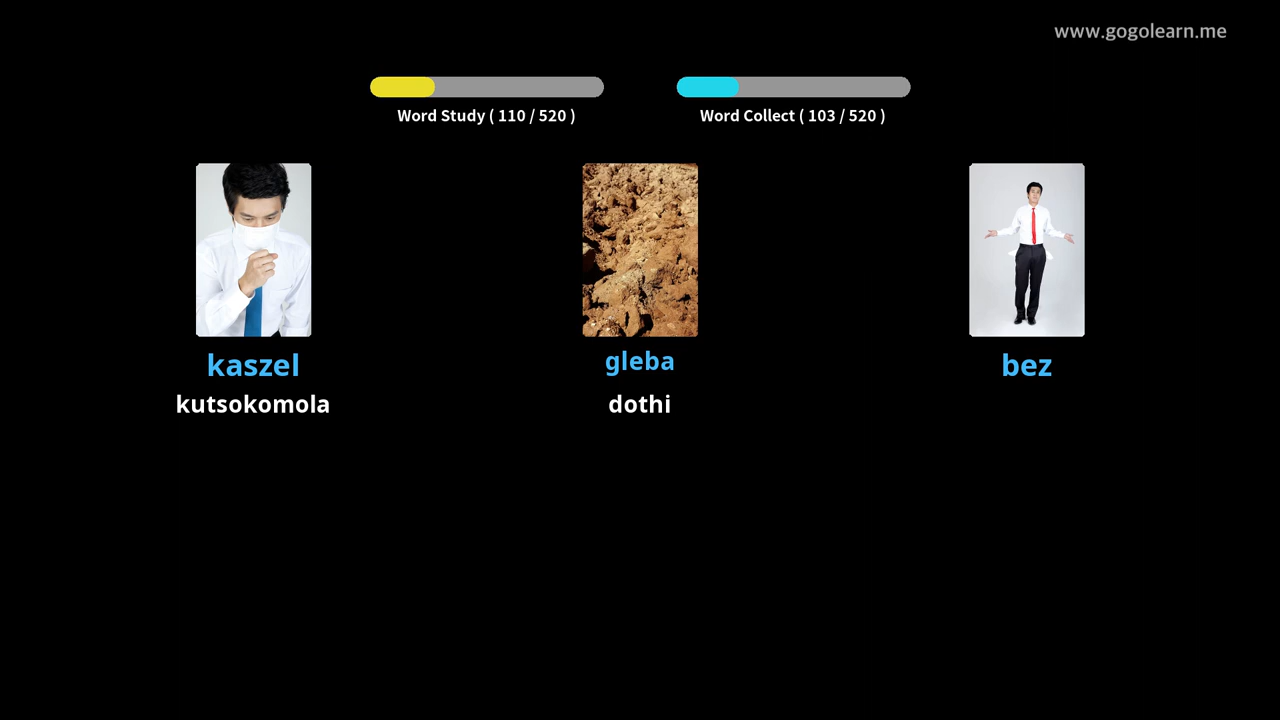 www.gogolearn.me
Word Study ( 110 / 520 )
Word Collect ( 103 / 520 )
kaszel
gleba
bez
kutsokomola
dothi